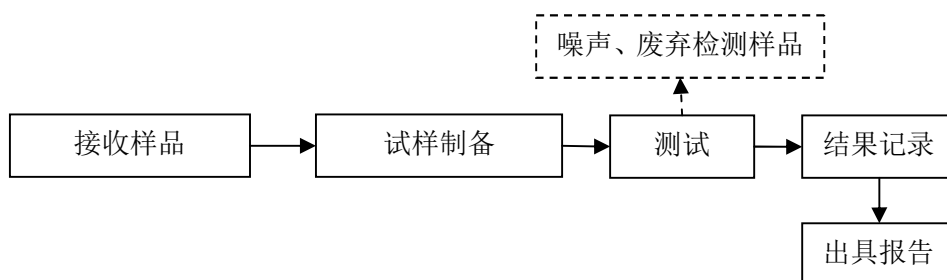 噪声、废弃检测样品
接收样品
试样制备
测试
结果记录
出具报告